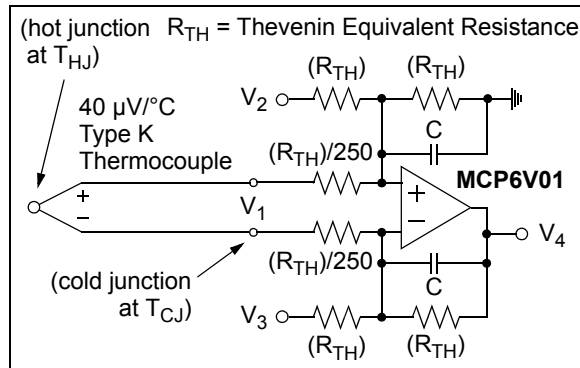 (hot junction at T_HJ)
R_TH = Thevenin Equivalent Resistance
40 µV/°C
Type K
Thermocouple
V_2
(R_TH)
(R_TH)
C
(R_TH)/250
MCP6V01
+
−
V_1
+
−
V_4
(R_TH)/250
C
(cold junction at T_CJ)
V_3
(R_TH)
(R_TH)